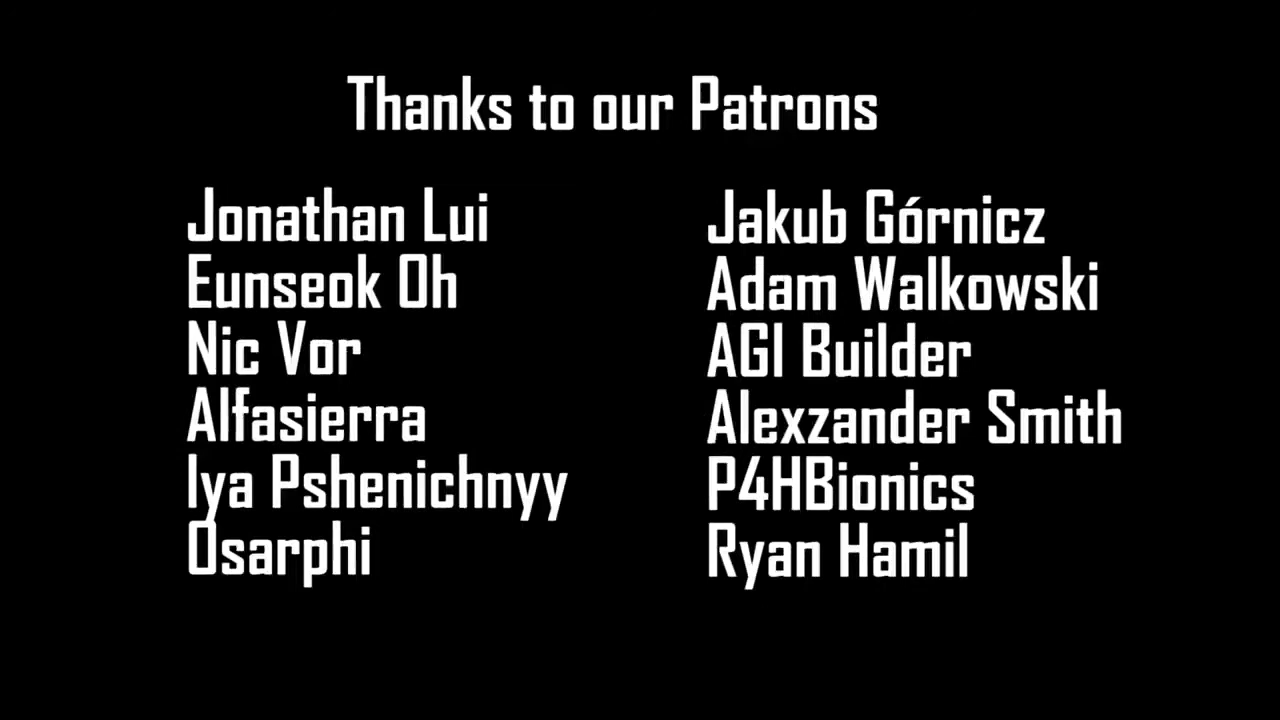 Thanks to our Patrons
Jonathan Lui
Eunseok Oh
Nic Vor
Alfasierra
Iya Pshenichnyy
Osarphi
Jakub Górnicz
Adam Walkowski
AGI Builder
Alexzander Smith
P4HBionics
Ryan Hamil